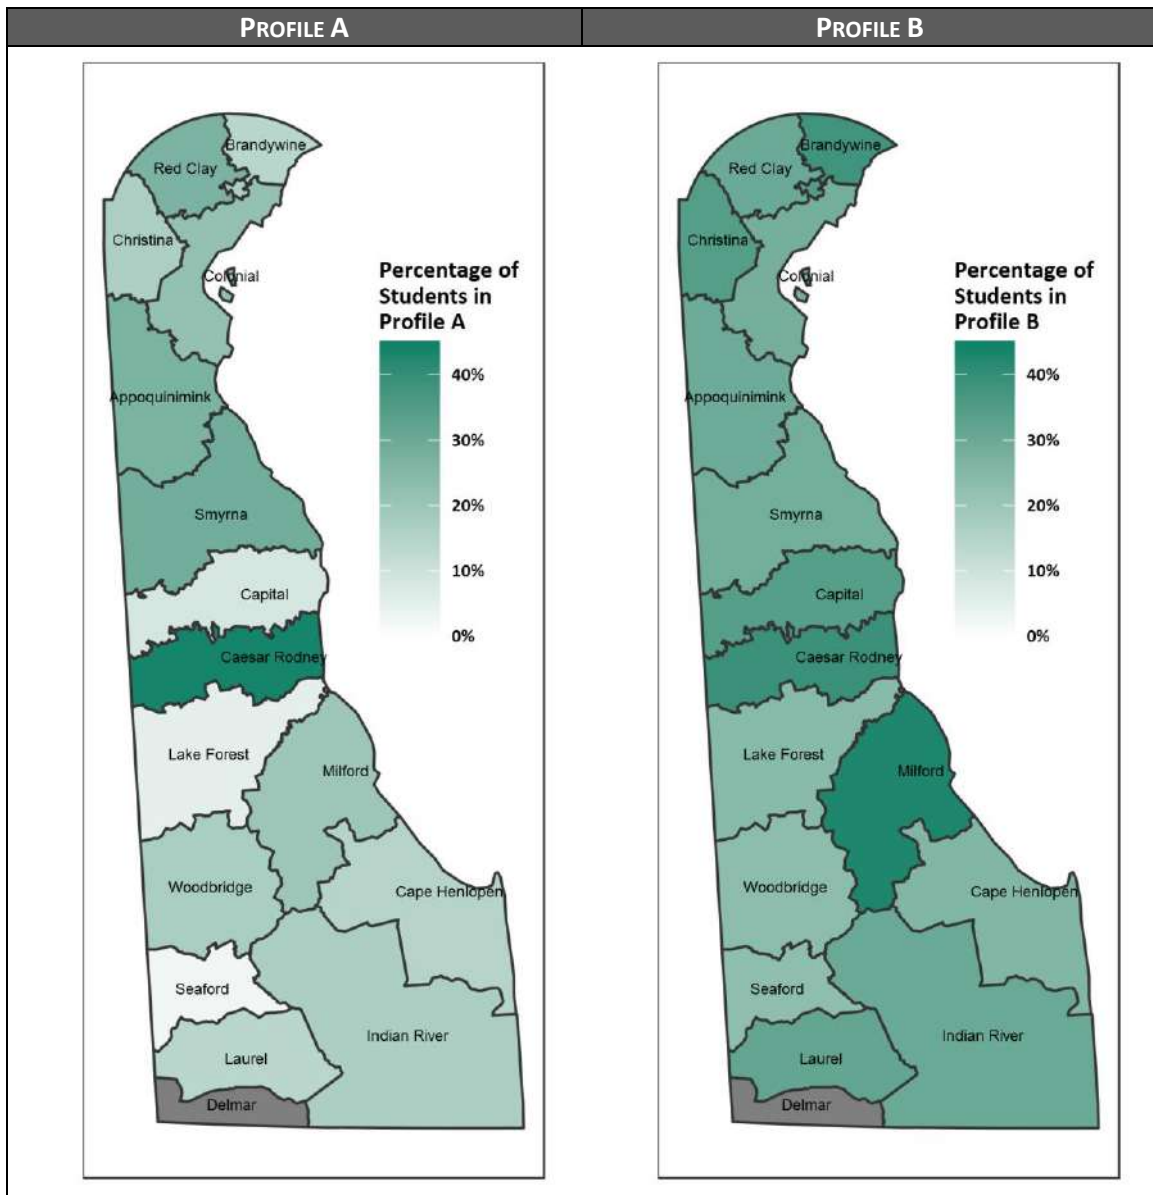 PROFILE A
PROFILE B
Brandywine
Red Clay
Christina
Colonial
Percentage of
Students in
Profile A
40%
30%
20%
10%
0%
Appoquinimink
Smyrna
Capital
Caesar Rodney
Lake Forest
Milford
Woodbridge
Cape Henlopen
Seaford
Indian River
Laurel
Delmar
Brandywine
Red Clay
Christina
Colonial
Percentage of
Students in
Profile B
40%
30%
20%
10%
0%
Appoquinimink
Smyrna
Capital
Caesar Rodney
Lake Forest
Milford
Woodbridge
Cape Henlopen
Seaford
Indian River
Laurel
Delmar